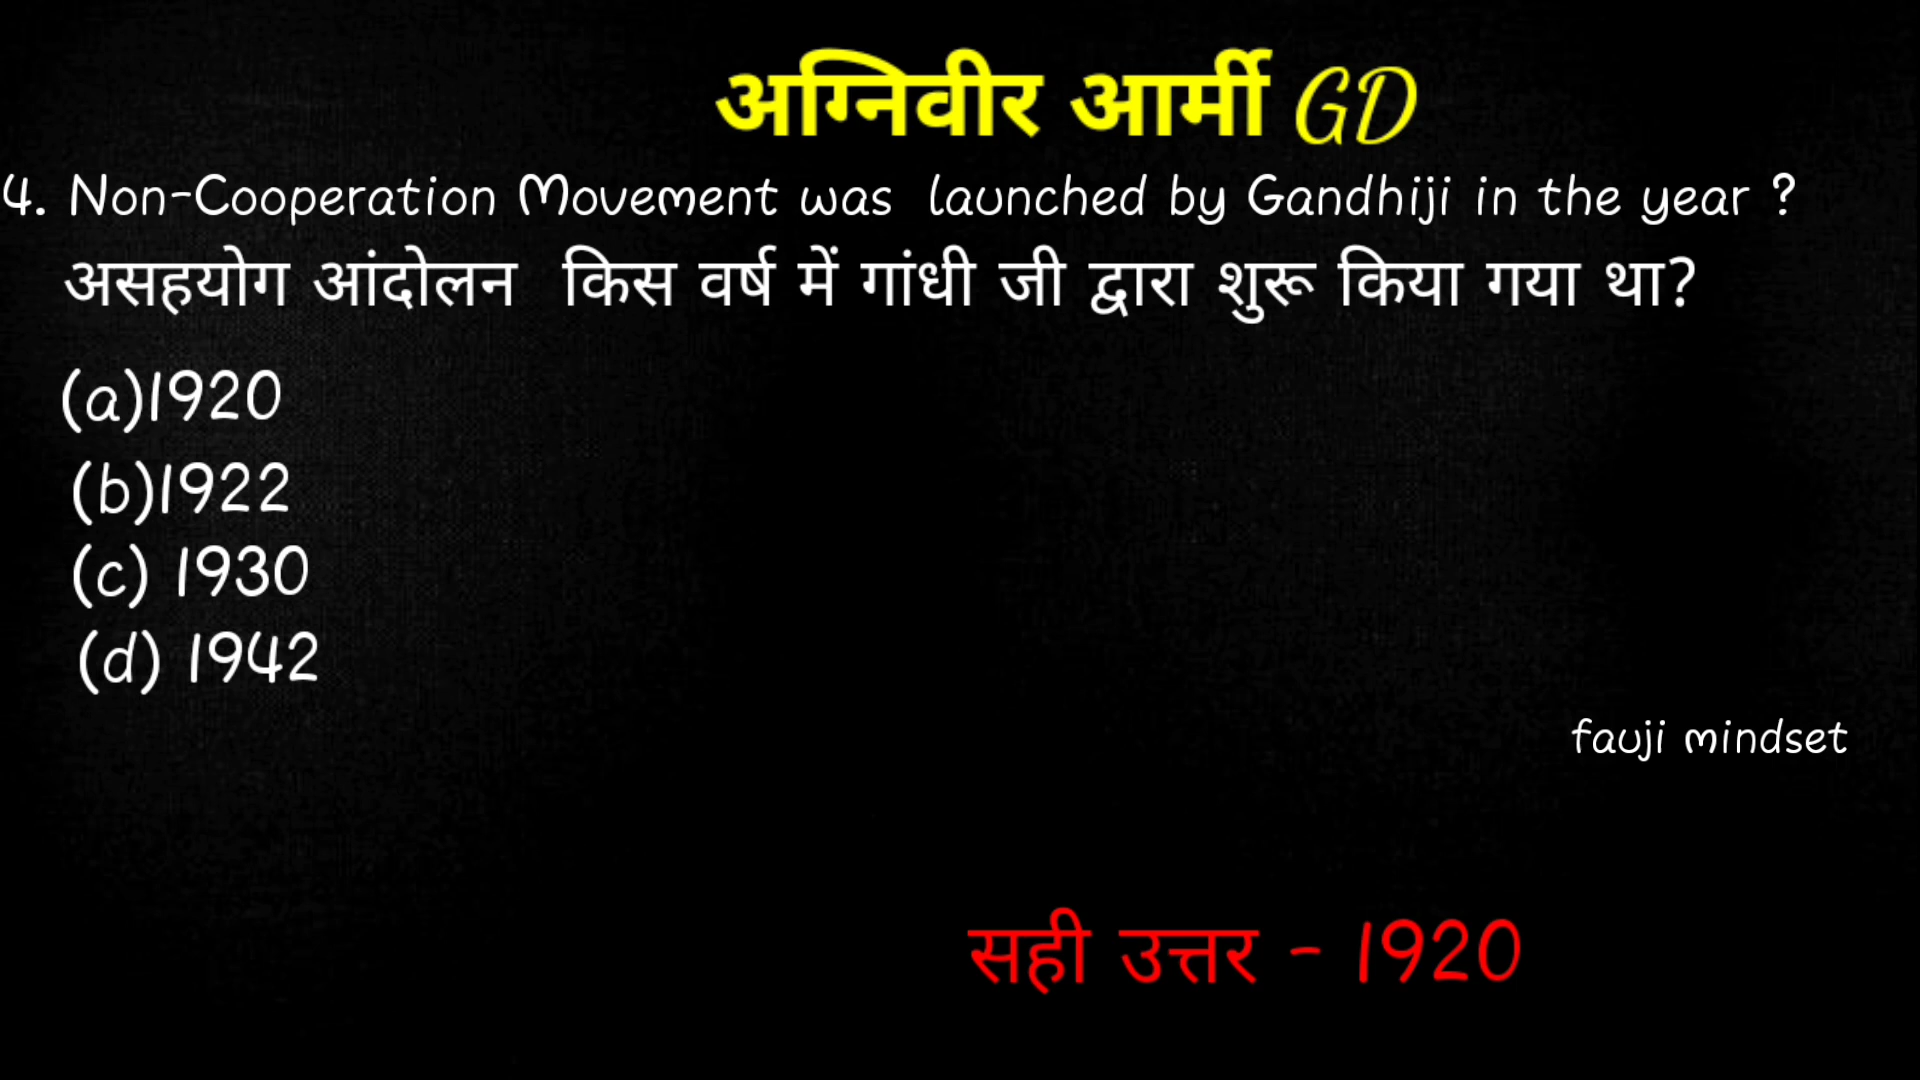 अग्निवीर आर्मी GD
4. Non-Cooperation Movement was launched by Gandhiji in the year ?
असहयोग आंदोलन किस वर्ष में गांधी जी द्वारा शुरू किया गया था?
(a)1920
(b)1922
(c) 1930
(d) 1942
fauji mindset
सही उत्तर - 1920